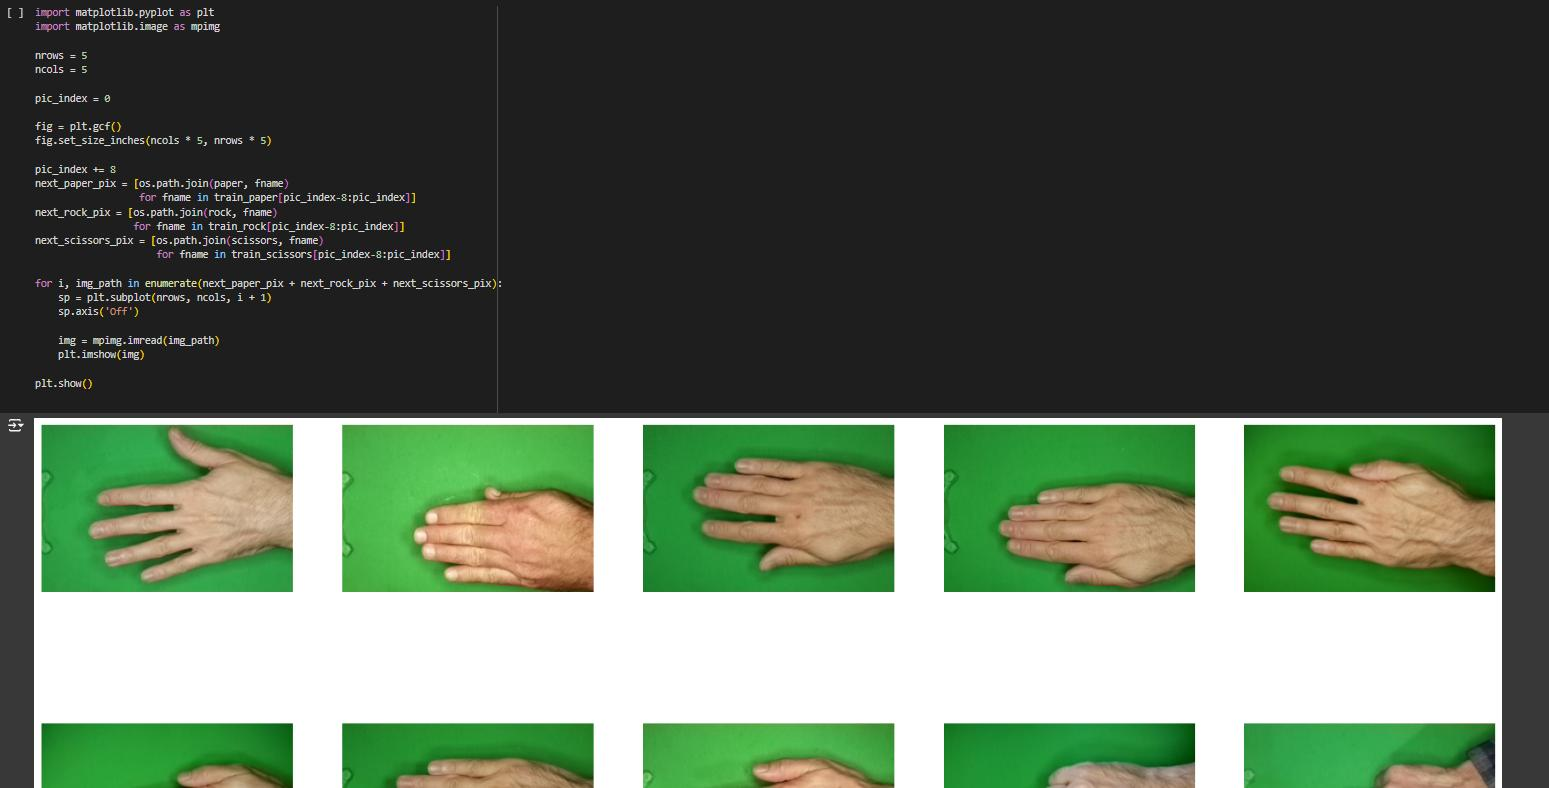 [ ] import matplotlib.pyplot as plt
import matplotlib.image as mpimg
nrows = 5
ncols = 5
pic_index = 0
fig = plt.gcf()
fig.set_size_inches(ncols * 5, nrows * 5)
pic_index += 8
next_paper_pix = [os.path.join(paper, fname)
for fname in train_paper[pic_index-8:pic_index]]
next_rock_pix = [os.path.join(rock, fname)
for fname in train_rock[pic_index-8:pic_index]]
next_scissors_pix = [os.path.join(scissors, fname)
for fname in train_scissors[pic_index-8:pic_index]]
for i, img_path in enumerate(next_paper_pix + next_rock_pix + next_scissors_pix):
sp = plt.subplot(nrows, ncols, i + 1)
sp.axis('Off')
img = mpimg.imread(img_path)
plt.imshow(img)
plt.show()